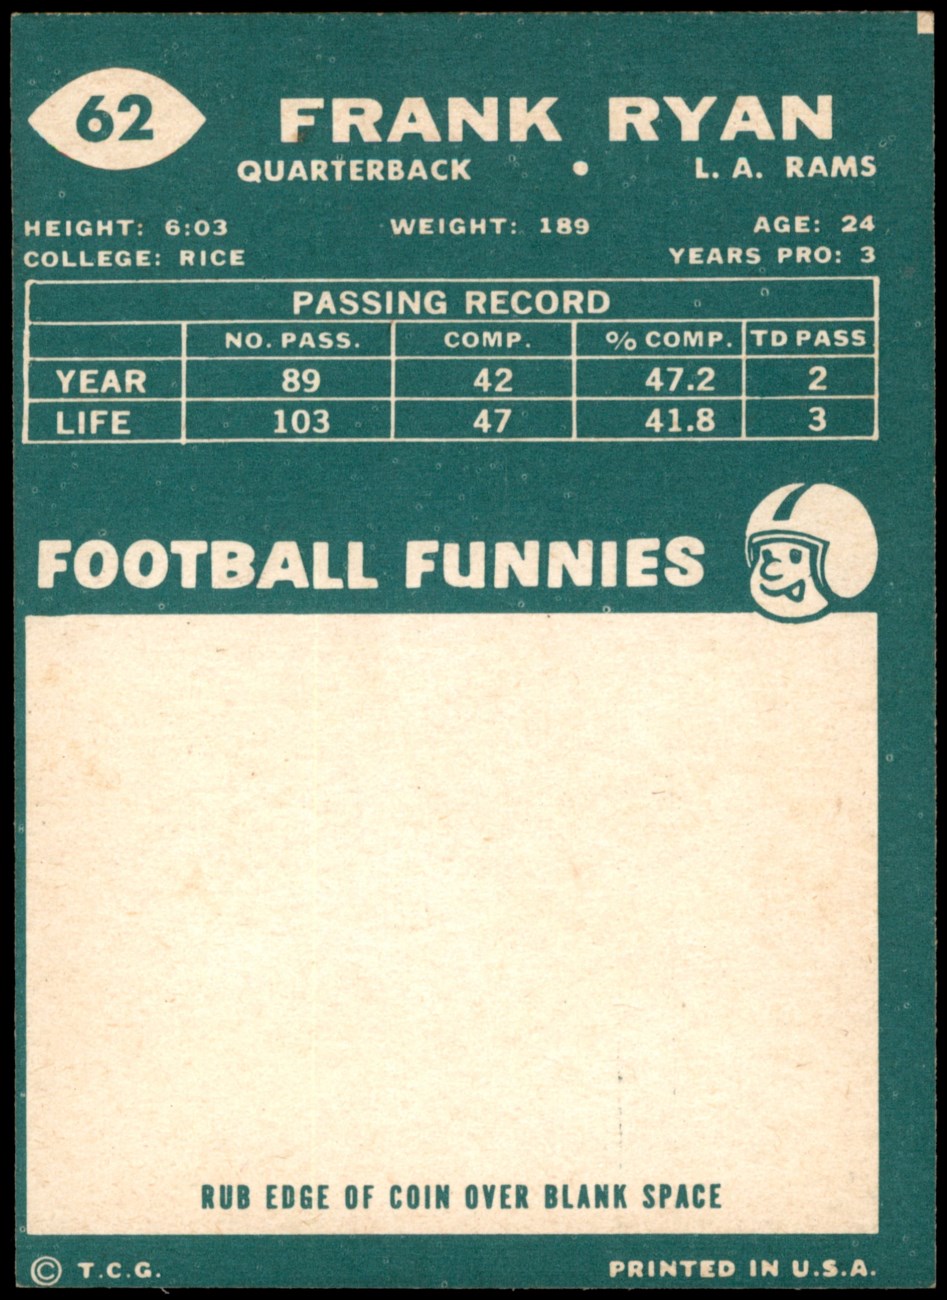 62
FRANK RYAN
QUARTERBACK • L. A. RAMS
HEIGHT: 6:03 WEIGHT: 189 AGE: 24
COLLEGE: RICE YEARS PRO: 3
PASSING RECORD
NO. PASS. COMP. % COMP. TD PASS
YEAR 89 42 47.2 2
LIFE 103 47 41.8 3
FOOTBALL FUNNIES
RUB EDGE OF COIN OVER BLANK SPACE
© T.C.G. PRINTED IN U.S.A.